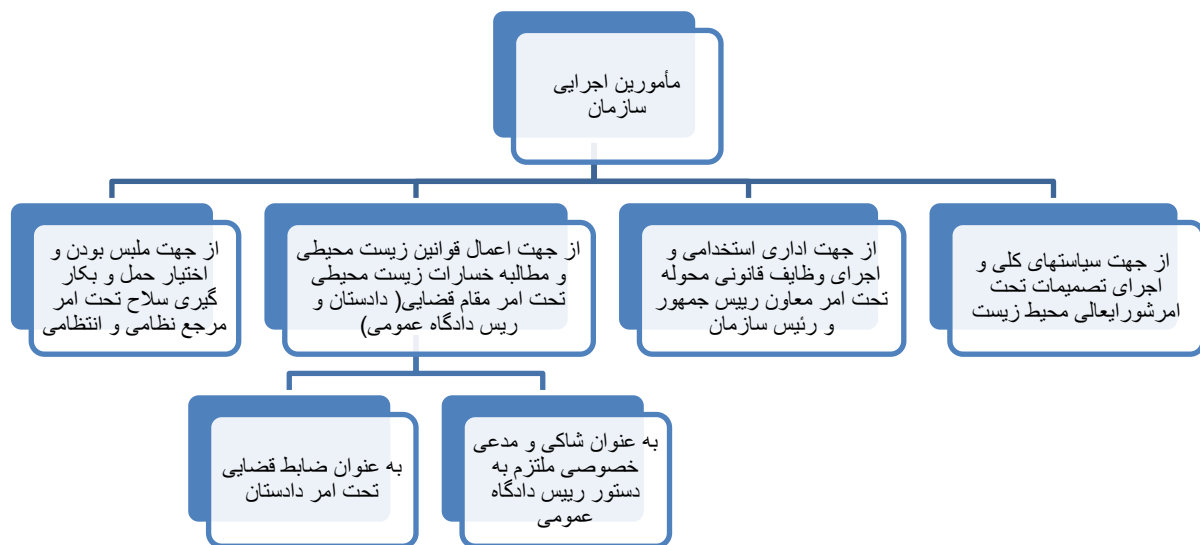 مأمورین اجرایی
سازمان
از جهت سیاستهای کلی و
اجرای تصمیمات تحت
امرشورایعالی محیط زیست
از جهت اداری استخدامی و
اجرای وظایف قانونی محوله
تحت امر معاون رییس جمهور
و رئیس سازمان
از جهت اعمال قوانین زیست محیطی
و مطالبه خسارات زیست محیطی
تحت امر مقام قضایی( دادستان و
ریس دادگاه عمومی)
از جهت ملبس بودن و
اختیار حمل و بکار
گیری سلاح تحت امر
مرجع نظامی و انتظامی
به عنوان شاکی و مدعی
خصوصی ملتزم به
دستور رییس دادگاه
عمومی
به عنوان ضابط قضایی
تحت امر دادستان